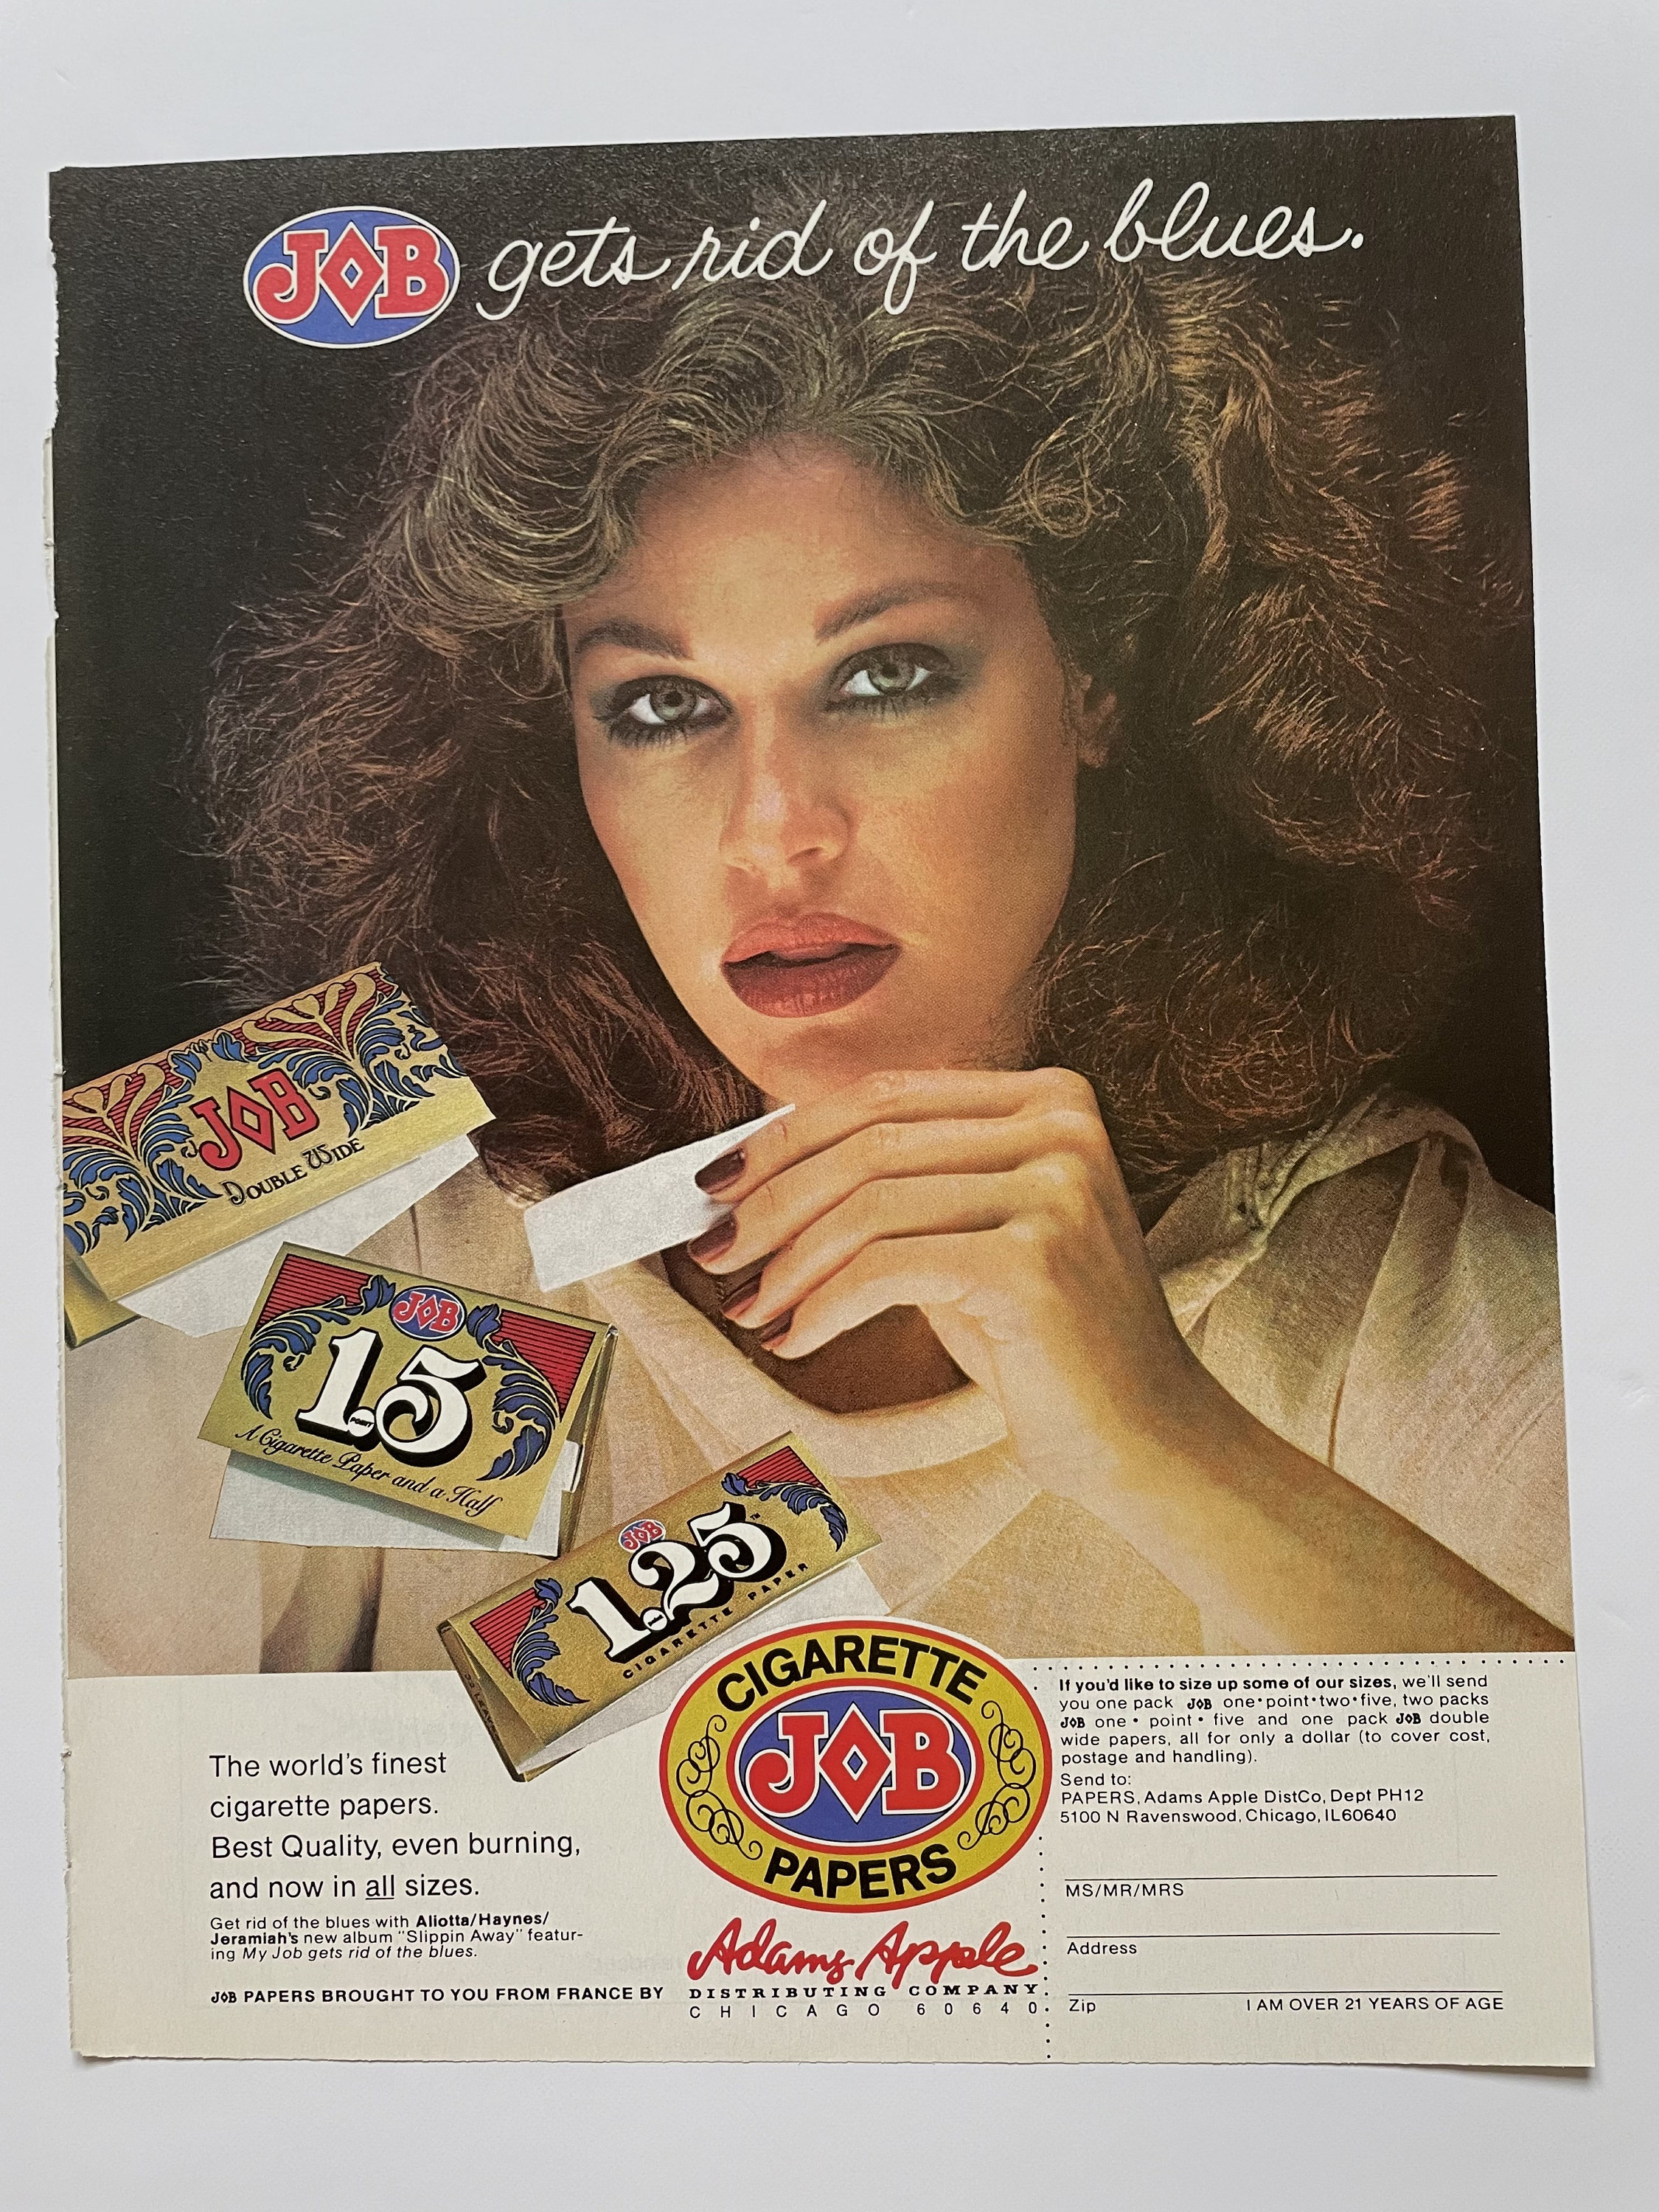 JOB gets rid of the blues.
JOB
DOUBLE WIDE
JOB
1.5
POINT
A Cigarette Paper and a Half
JOB
1.25™
CIGARETTE PAPER
CIGARETTE
JOB
PAPERS
The world's finest
cigarette papers.
Best Quality, even burning,
and now in all sizes.
Get rid of the blues with Aliotta/Haynes/
Jeramiah's new album "Slippin Away" featur-
ing My Job gets rid of the blues.
JOB PAPERS BROUGHT TO YOU FROM FRANCE BY
Adams Apple
DISTRIBUTING COMPANY
CHICAGO 60640
If you'd like to size up some of our sizes, we'll send
you one pack JOB one•point•two•five, two packs
JOB one• point• five and one pack JOB double
wide papers, all for only a dollar (to cover cost,
postage and handling).
Send to:
PAPERS, Adams Apple DistCo, Dept PH12
5100 N Ravenswood, Chicago, IL60640
MS/MR/MRS
Address
Zip I AM OVER 21 YEARS OF AGE